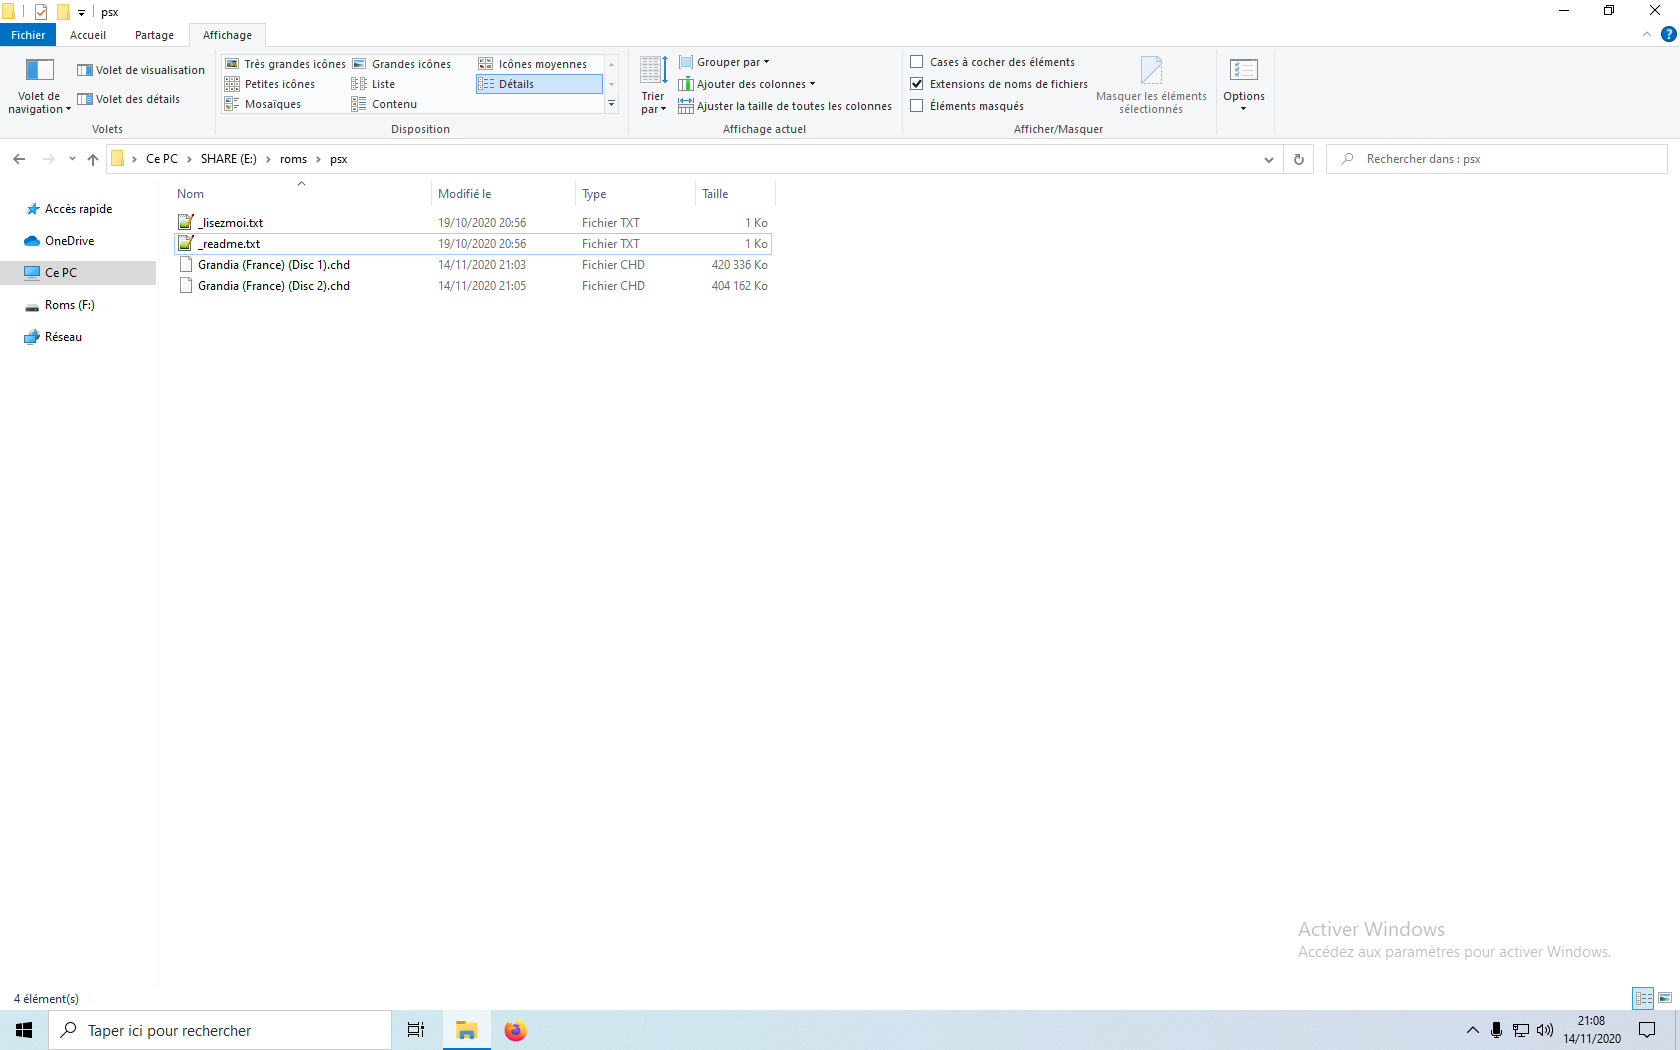 psx
Fichier Accueil Partage Affichage
Volet de navigation
Volet de visualisation
Volet des détails
Volets
Très grandes icônes Grandes icônes Icônes moyennes
Petites icônes Liste Détails
Mosaïques Contenu
Disposition
Trier par
Grouper par
Ajouter des colonnes
Ajuster la taille de toutes les colonnes
Affichage actuel
Cases à cocher des éléments
Extensions de noms de fichiers
Éléments masqués
Masquer les éléments
sélectionnés
Afficher/Masquer
Options
Ce PC > SHARE (E:) > roms > psx
Rechercher dans : psx
Accès rapide
OneDrive
Ce PC
Roms (F:)
Réseau
Nom Modifié le Type Taille
_lisezmoi.txt 19/10/2020 20:56 Fichier TXT 1 Ko
_readme.txt 19/10/2020 20:56 Fichier TXT 1 Ko
Grandia (France) (Disc 1).chd 14/11/2020 21:03 Fichier CHD 420 336 Ko
Grandia (France) (Disc 2).chd 14/11/2020 21:05 Fichier CHD 404 162 Ko
Activer Windows
Accédez aux paramètres pour activer Windows.
4 élément(s)
Taper ici pour rechercher
21:08
14/11/2020